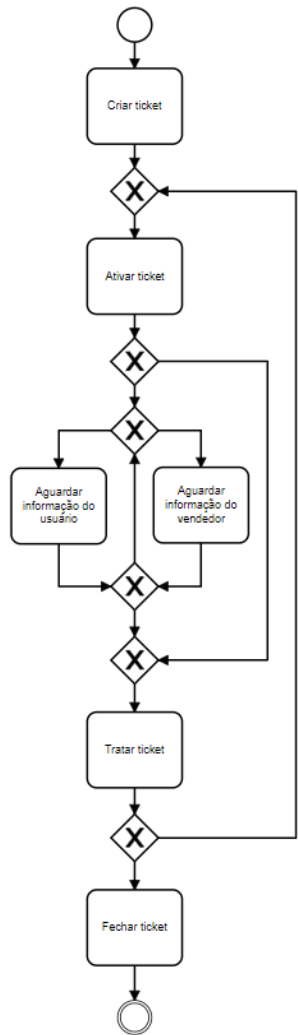 Criar ticket
Ativar ticket
Aguardar
informação do
usuário
Aguardar
informação do
vendedor
Tratar ticket
Fechar ticket